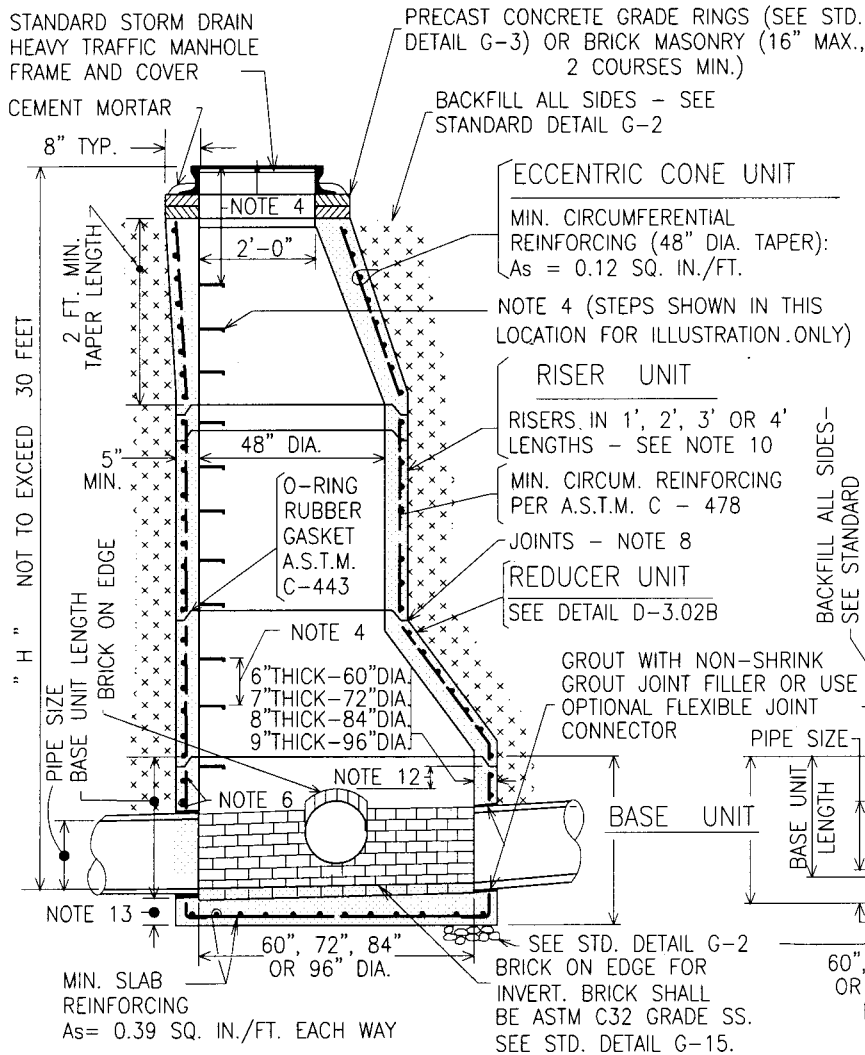 STANDARD STORM DRAIN
HEAVY TRAFFIC MANHOLE
FRAME AND COVER
CEMENT MORTAR
8" TYP.
PRECAST CONCRETE GRADE RINGS (SEE STD.
DETAIL G-3) OR BRICK MASONRY (16" MAX.,
2 COURSES MIN.)
BACKFILL ALL SIDES - SEE
STANDARD DETAIL G-2
ECCENTRIC CONE UNIT
MIN. CIRCUMFERENTIAL
REINFORCING (48" DIA. TAPER):
As = 0.12 SQ. IN./FT.
NOTE 4
2'-0"
2 FT. MIN.
TAPER LENGTH
NOTE 4 (STEPS SHOWN IN THIS
LOCATION FOR ILLUSTRATION ONLY)
RISER UNIT
RISERS IN 1', 2', 3' OR 4'
LENGTHS - SEE NOTE 10
"H" NOT TO EXCEED 30 FEET
48" DIA.
5"
MIN.
MIN. CIRCUM. REINFORCING
PER A.S.T.M. C - 478
O-RING
RUBBER
GASKET
A.S.T.M.
C-443
JOINTS - NOTE 8
REDUCER UNIT
SEE DETAIL D-3.02B
BACKFILL ALL SIDES-
SEE STANDARD
BRICK ON EDGE
NOTE 4
6"THICK-60"DIA.
7"THICK-72"DIA.
8"THICK-84"DIA.
9"THICK-96"DIA.
GROUT WITH NON-SHRINK
GROUT JOINT FILLER OR USE
OPTIONAL FLEXIBLE JOINT
CONNECTOR
PIPE SIZE
BASE UNIT LENGTH
PIPE SIZE
NOTE 12
NOTE 6
BASE UNIT
BASE UNIT
LENGTH
NOTE 13
60", 72", 84"
OR 96" DIA.
MIN. SLAB
REINFORCING
As= 0.39 SQ. IN./FT. EACH WAY
SEE STD. DETAIL G-2
BRICK ON EDGE FOR
INVERT. BRICK SHALL
BE ASTM C32 GRADE SS.
SEE STD. DETAIL G-15.
60",
OR